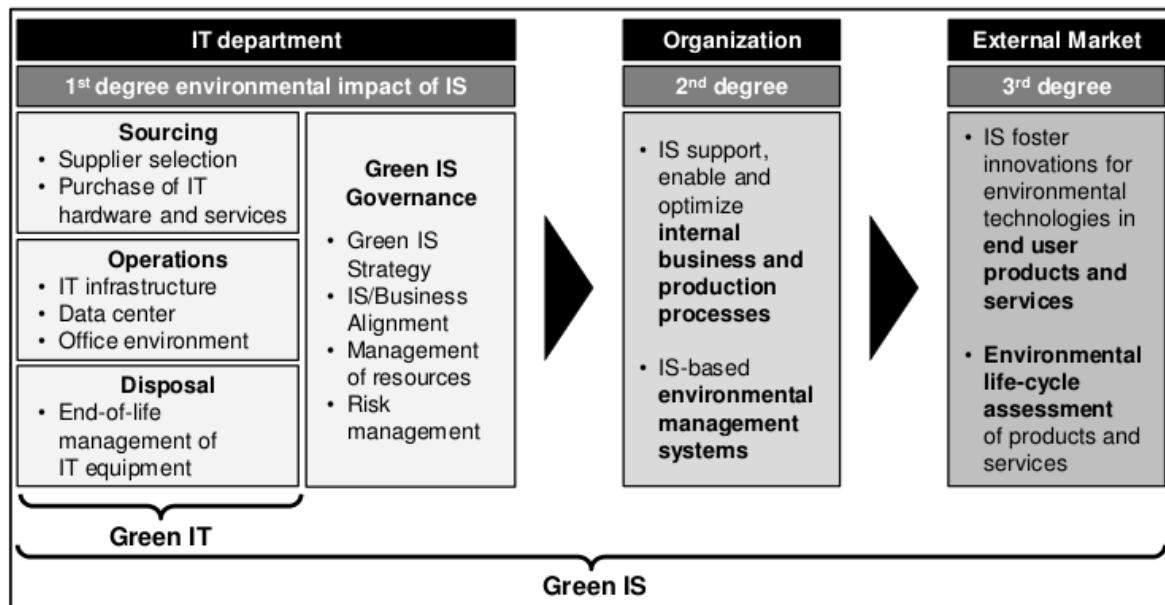 IT department
1st degree environmental impact of IS
Sourcing
• Supplier selection
• Purchase of IT
hardware and services
Operations
• IT infrastructure
• Data center
• Office environment
Disposal
• End-of-life
management of
IT equipment
Green IS
Governance
• Green IS
Strategy
• IS/Business
Alignment
• Management
of resources
• Risk
management
Organization
2nd degree
• IS support,
enable and
optimize
internal
business and
production
processes
• IS-based
environmental
management
systems
External Market
3rd degree
• IS foster
innovations for
environmental
technologies in
end user
products and
services
• Environmental
life-cycle
assessment
of products and
services
Green IT
Green IS